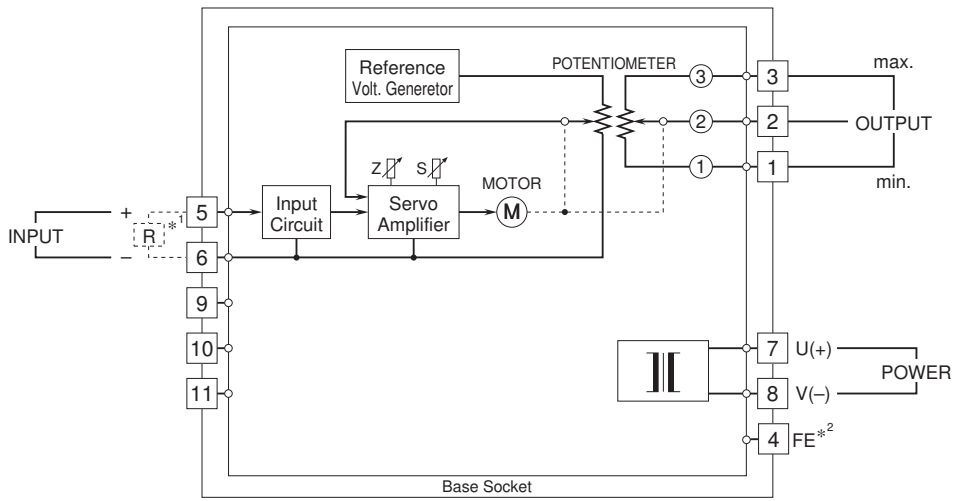 Reference
Volt. Generetor
POTENTIOMETER
3
3
max.
2
2
OUTPUT
1
1
min.
Z
S
MOTOR
INPUT
+
R
*1
5
Input
Circuit
Servo
Amplifier
M
–
6
9
10
11
7
U(+)
POWER
8
V(–)
4
FE*2
Base Socket